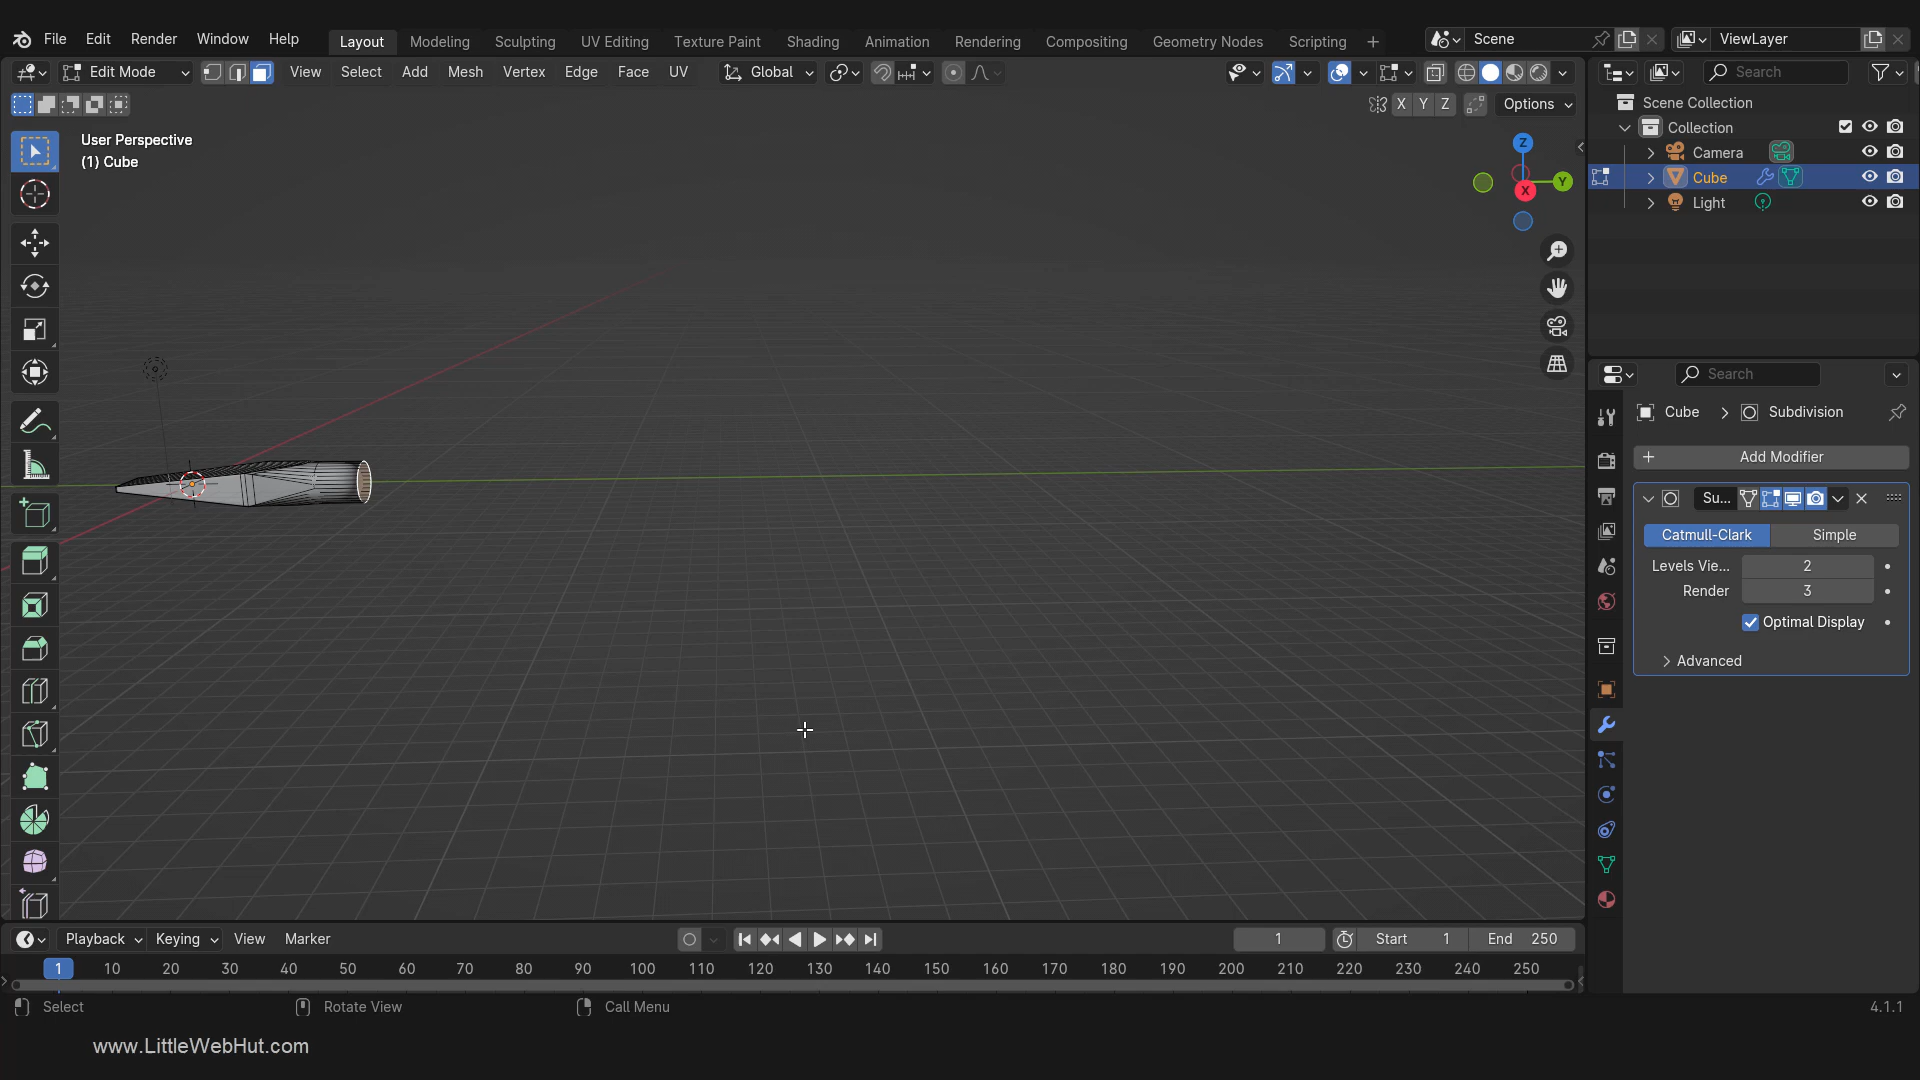 File Edit Render Window Help Layout Modeling Sculpting UV Editing Texture Paint Shading Animation Rendering Compositing Geometry Nodes Scripting + Scene ViewLayer
Edit Mode View Select Add Mesh Vertex Edge Face UV Global Search
X Y Z Options
Scene Collection
User Perspective
Collection
(1) Cube
Z
Camera
Y
X
Cube
Light
Search
Cube > Subdivision
+ Add Modifier
Su...
Catmull-Clark Simple
Levels Vie... 2
Render 3
Optimal Display
Advanced
Playback Keying View Marker 1 Start 1 End 250
1 10 20 30 40 50 60 70 80 90 100 110 120 130 140 150 160 170 180 190 200 210 220 230 240 250
Select Rotate View Call Menu 4.1.1
www.LittleWebHut.com